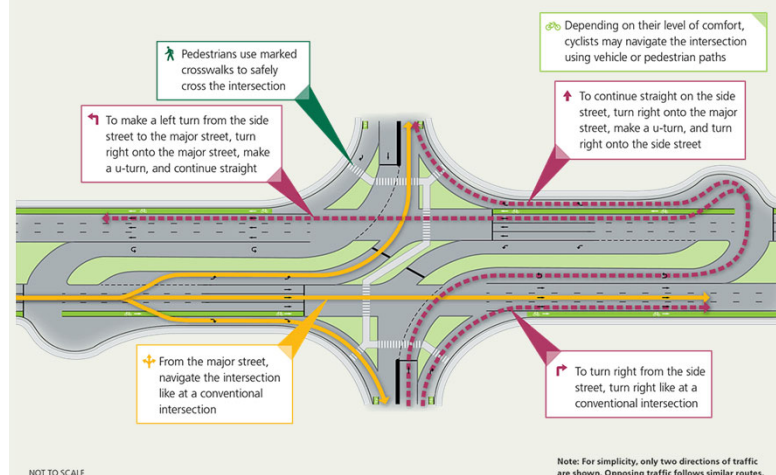 Depending on their level of comfort,
cyclists may navigate the intersection
using vehicle or pedestrian paths
Pedestrians use marked
crosswalks to safely
cross the intersection
To make a left turn from the side
street to the major street, turn
right onto the major street, make
a u-turn, and continue straight
To continue straight on the side
street, turn right onto the major
street, make a u-turn, and turn
right onto the side street
From the major street,
navigate the intersection
like at a conventional
intersection
To turn right from the side
street, turn right like at a
conventional intersection
NOT TO SCALE
Note: For simplicity, only two directions of traffic
are shown. Opposing traffic follows similar routes.